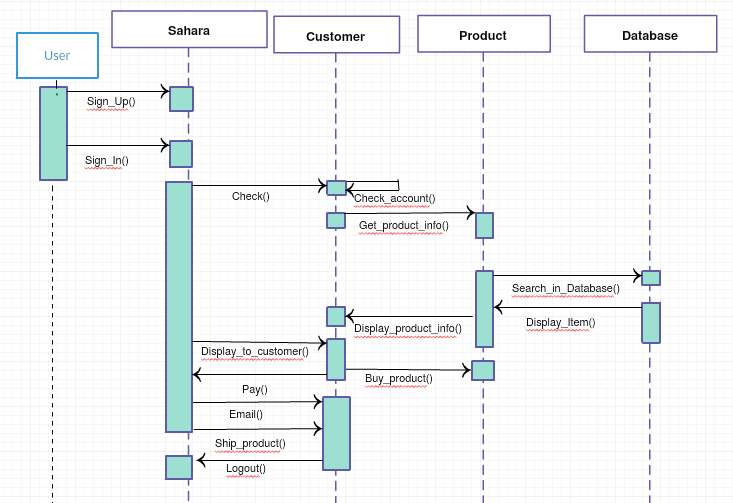 User
Sahara
Customer
Product
Database
Sign_Up()
Sign_In()
Check()
Check_account()
Get_product_info()
Search_in_Database()
Display_Item()
Display_product_info()
Display_to_customer()
Buy_product()
Pay()
Email()
Ship_product()
Logout()